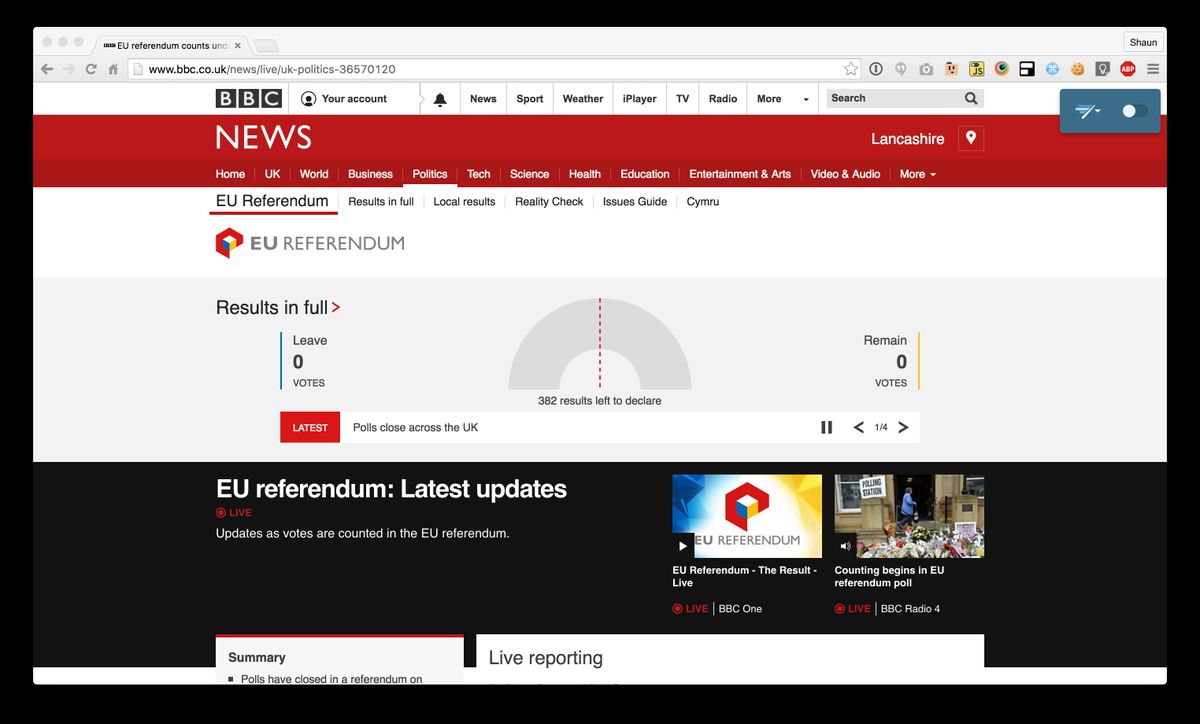 EU referendum counts und
Shaun
www.bbc.co.uk/news/live/uk-politics-36570120
JS
ABP
BBC
Your account
News
Sport
Weather
iPlayer
TV
Radio
More
Search
NEWS
Lancashire
Home
UK
World
Business
Politics
Tech
Science
Health
Education
Entertainment & Arts
Video & Audio
More
EU Referendum
Results in full
Local results
Reality Check
Issues Guide
Cymru
EU REFERENDUM
Results in full >
Leave
0
VOTES
Remain
0
VOTES
382 results left to declare
LATEST
Polls close across the UK
1/4
EU referendum: Latest updates
LIVE
Updates as votes are counted in the EU referendum.
EU REFERENDUM
EU Referendum - The Result -
Live
LIVE
BBC One
POLLING
STATION
Counting begins in EU
referendum poll
LIVE
BBC Radio 4
Summary
Polls have closed in a referendum on
Live reporting